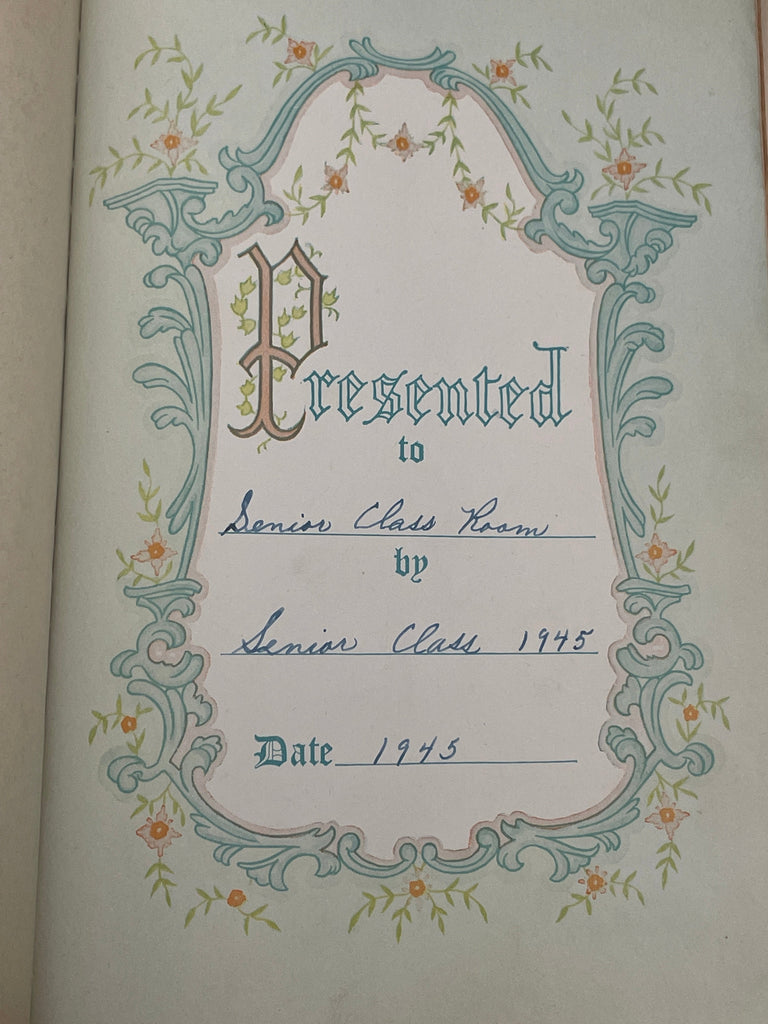 Presented
to
Senior Class Room
by
Senior Class 1945
Date 1945